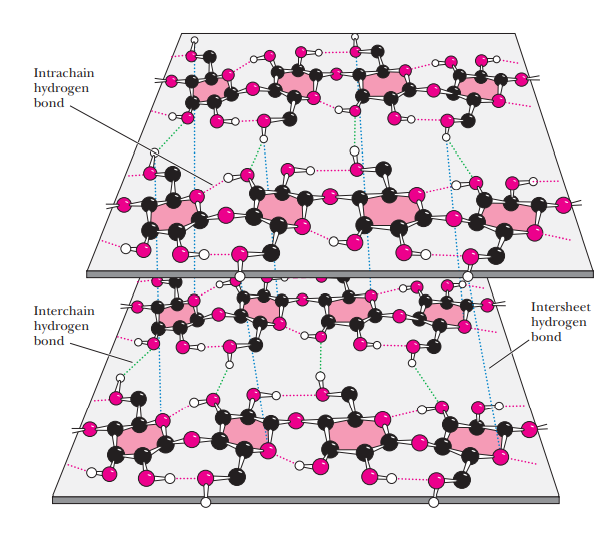 Intrachain
hydrogen
bond
Interchain
hydrogen
bond
Intersheet
hydrogen
bond